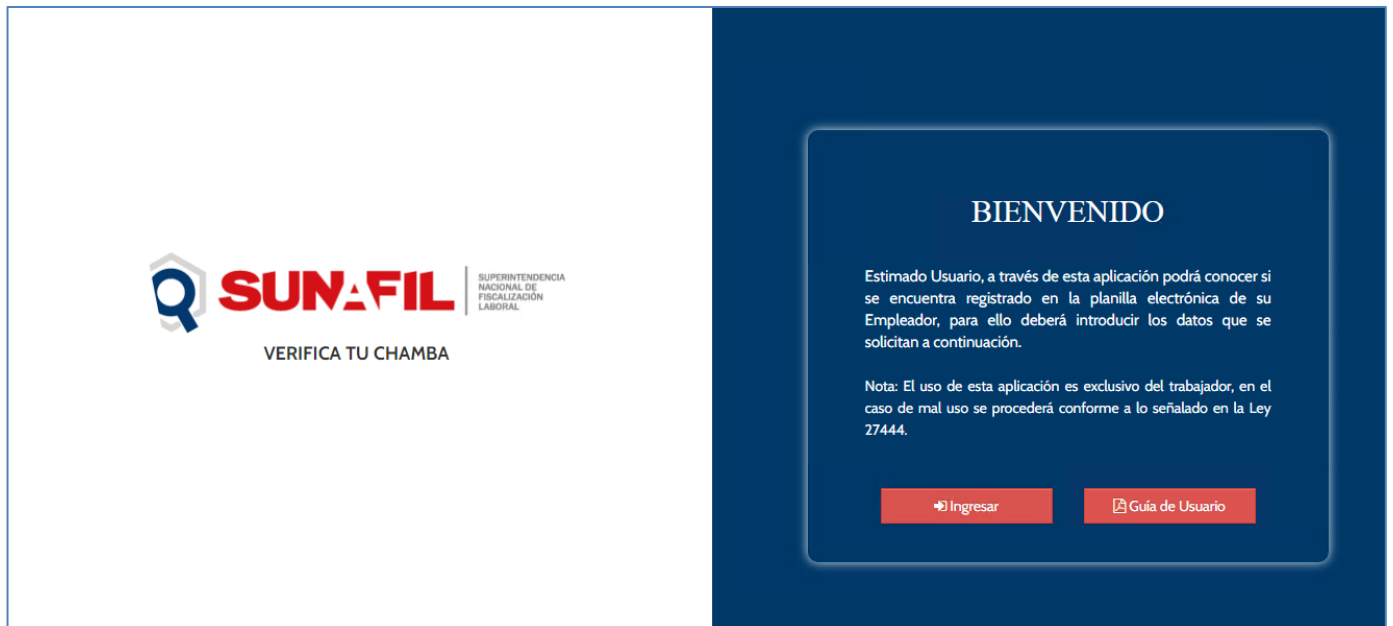 SUNAFIL
SUPERINTENDENCIA
NACIONAL DE
FISCALIZACIÓN
LABORAL
VERIFICA TU CHAMBA
BIENVENIDO
Estimado Usuario, a través de esta aplicación podrá conocer si
se encuentra registrado en la planilla electrónica de su
Empleador, para ello deberá introducir los datos que se
solicitan a continuación.
Nota: El uso de esta aplicación es exclusivo del trabajador, en el
caso de mal uso se procederá conforme a lo señalado en la Ley
27444.
Ingresar
Guía de Usuario